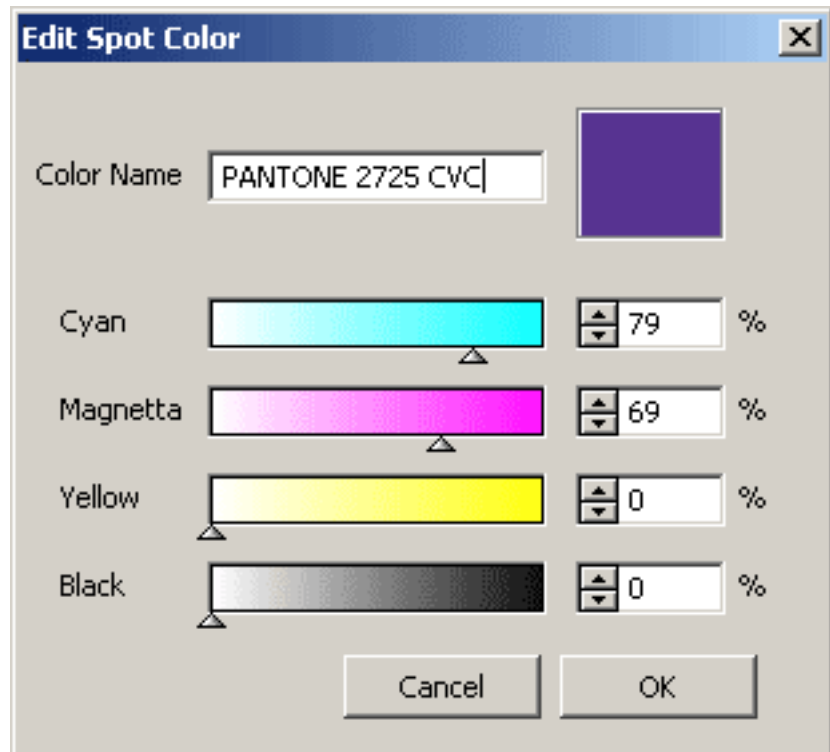 Edit Spot Color
Color Name PANTONE 2725 CVC
Cyan 79 %
Magnetta 69 %
Yellow 0 %
Black 0 %
Cancel OK